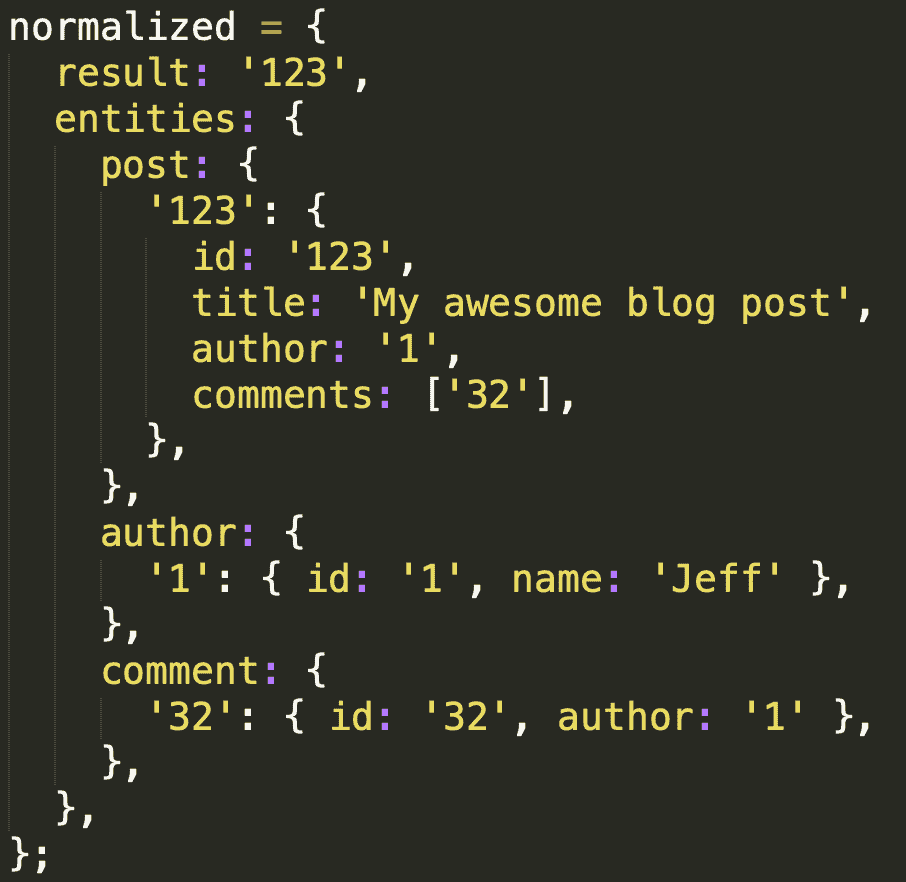 normalized = {
  result: '123',
  entities: {
    post: {
      '123': {
        id: '123',
        title: 'My awesome blog post',
        author: '1',
        comments: ['32'],
      },
    },
    author: {
      '1': { id: '1', name: 'Jeff' },
    },
    comment: {
      '32': { id: '32', author: '1' },
    },
  },
};